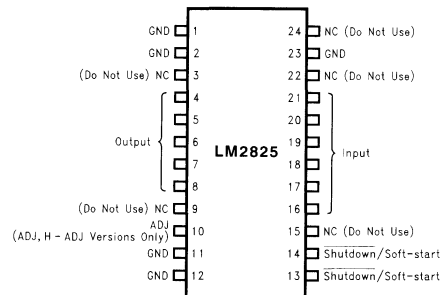 GND 1
GND 2
(Do Not Use) NC 3
4
5
Output 6
7
8
(Do Not Use) NC 9
ADJ
(ADJ, H - ADJ Versions Only) 10
GND 11
GND 12
LM2825
24 NC (Do Not Use)
23 GND
22 NC (Do Not Use)
21
20
19
Input
18
17
16
15 NC (Do Not Use)
14 Shutdown/Soft-start
13 Shutdown/Soft-start